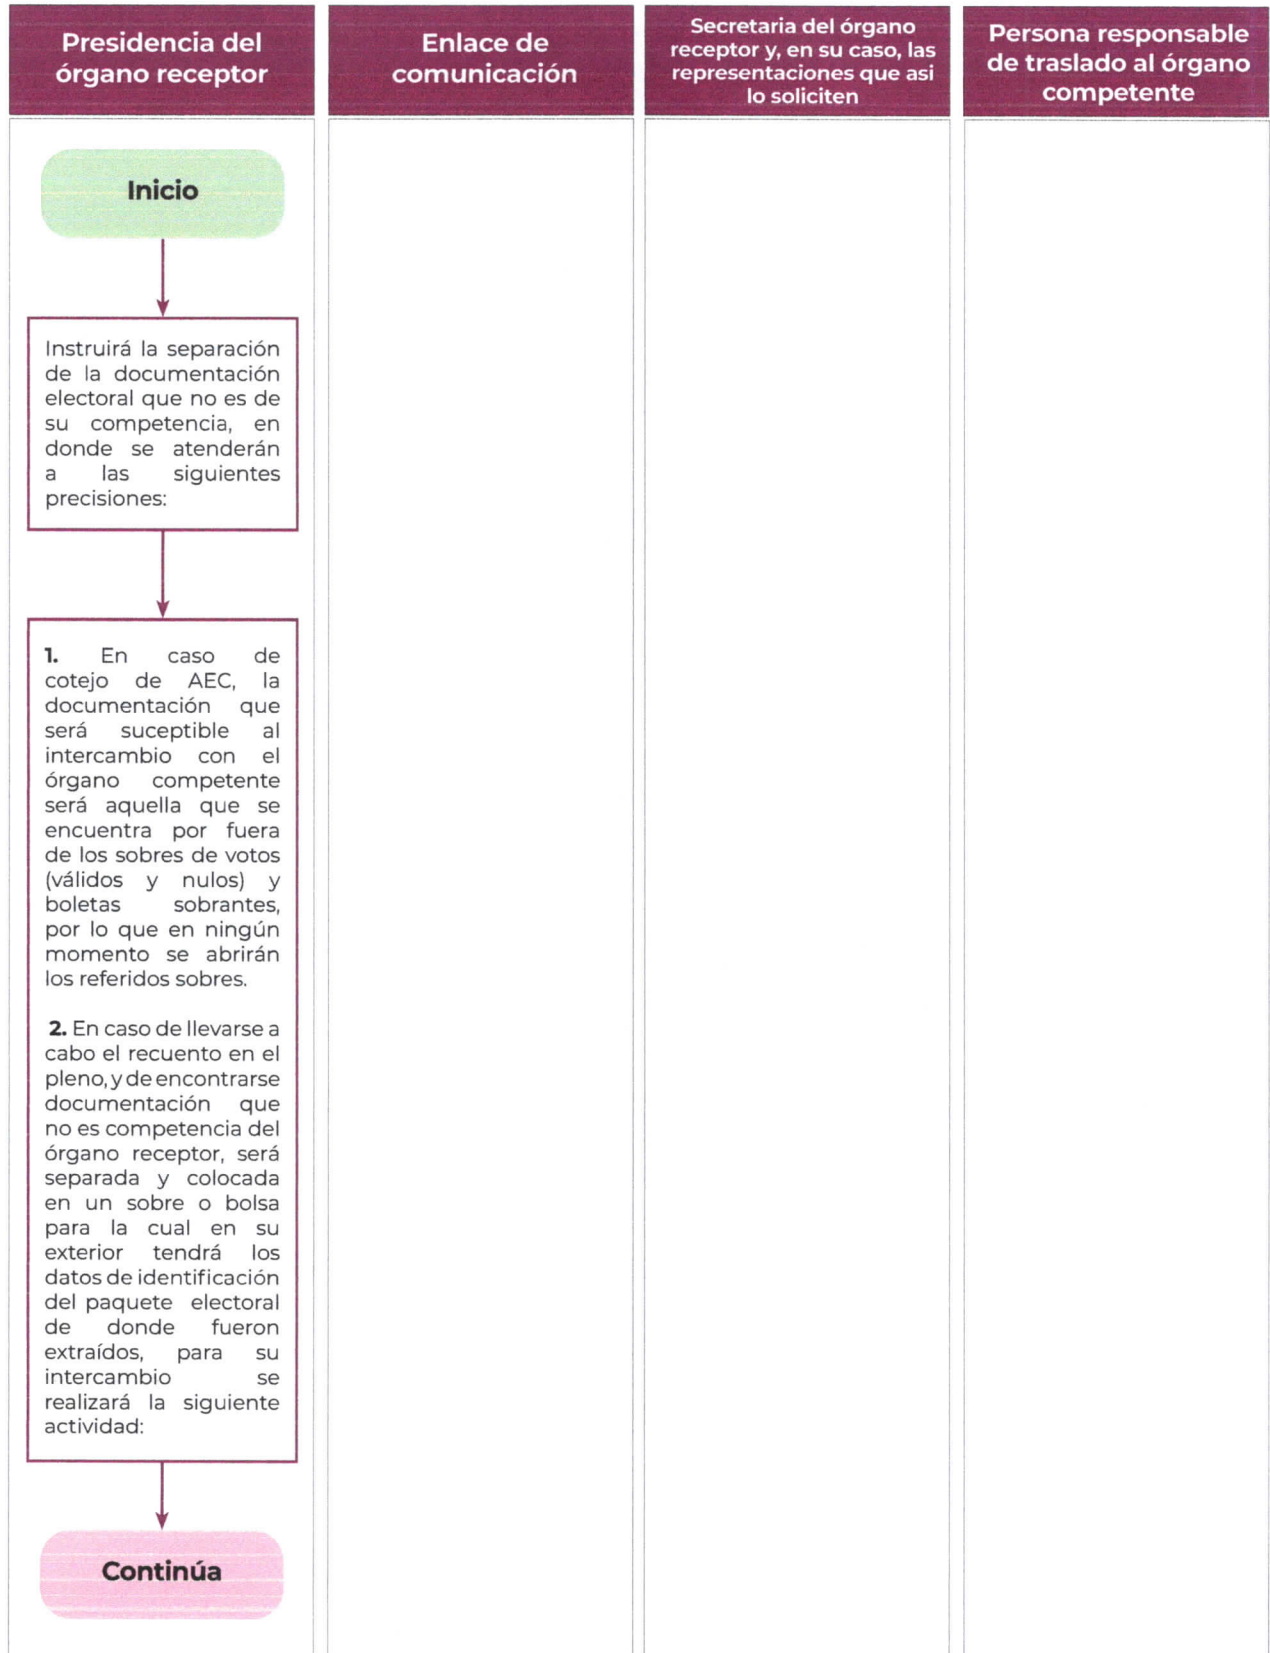 Presidencia del
órgano receptor
Enlace de
comunicación
Secretaria del órgano
receptor y, en su caso, las
representaciones que asi
lo soliciten
Persona responsable
de traslado al órgano
competente
Inicio
Instruirá la separación
de la documentación
electoral que no es de
su competencia, en
donde se atenderán
a las siguientes
precisiones:
1. En caso de
cotejo de AEC, la
documentación que
será suceptible al
intercambio con el
órgano competente
será aquella que se
encuentra por fuera
de los sobres de votos
(válidos y nulos) y
boletas sobrantes,
por lo que en ningún
momento se abrirán
los referidos sobres.
2. En caso de llevarse a
cabo el recuento en el
pleno, y de encontrarse
documentación que
no es competencia del
órgano receptor, será
separada y colocada
en un sobre o bolsa
para la cual en su
exterior tendrá los
datos de identificación
del paquete electoral
de donde fueron
extraídos, para su
intercambio se
realizará la siguiente
actividad:
Continúa